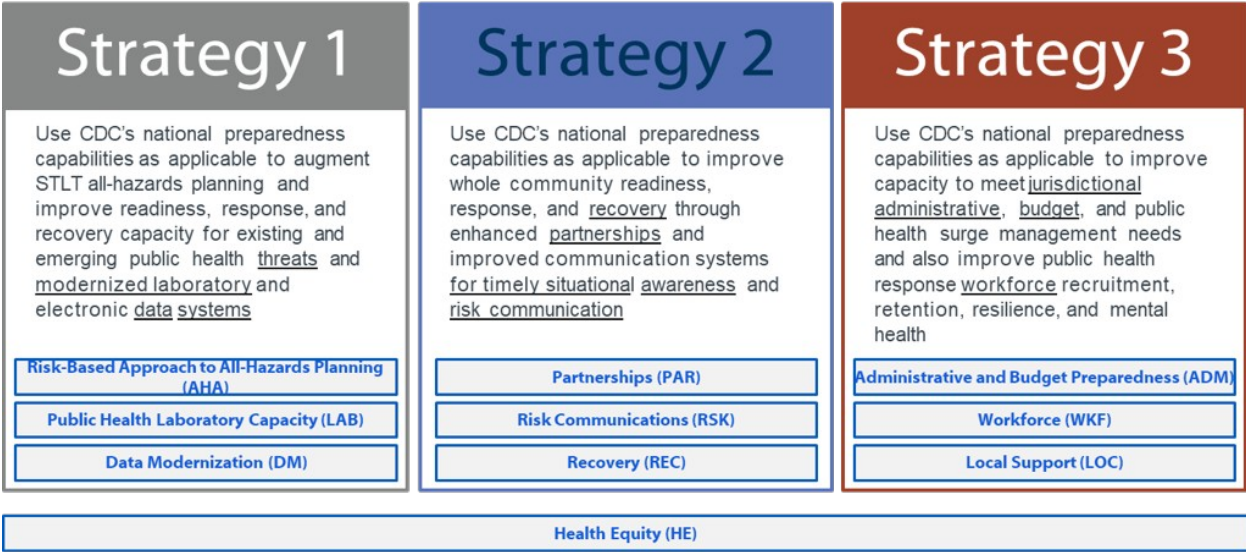 Strategy 1
Use CDC's national preparedness
capabilities as applicable to augment
STLT all-hazards planning and
improve readiness, response, and
recovery capacity for existing and
emerging public health threats and
modernized laboratory and
electronic data systems
Risk-Based Approach to All-Hazards Planning
(AHA)
Public Health Laboratory Capacity (LAB)
Data Modernization (DM)
Strategy 2
Use CDC's national preparedness
capabilities as applicable to improve
whole community readiness,
response, and recovery through
enhanced partnerships and
improved communication systems
for timely situational awareness and
risk communication
Partnerships (PAR)
Risk Communications (RSK)
Recovery (REC)
Strategy 3
Use CDC's national preparedness
capabilities as applicable to improve
capacity to meet jurisdictional
administrative, budget, and public
health surge management needs
and also improve public health
response workforce recruitment,
retention, resilience, and mental
health
Administrative and Budget Preparedness (ADM)
Workforce (WKF)
Local Support (LOC)
Health Equity (HE)